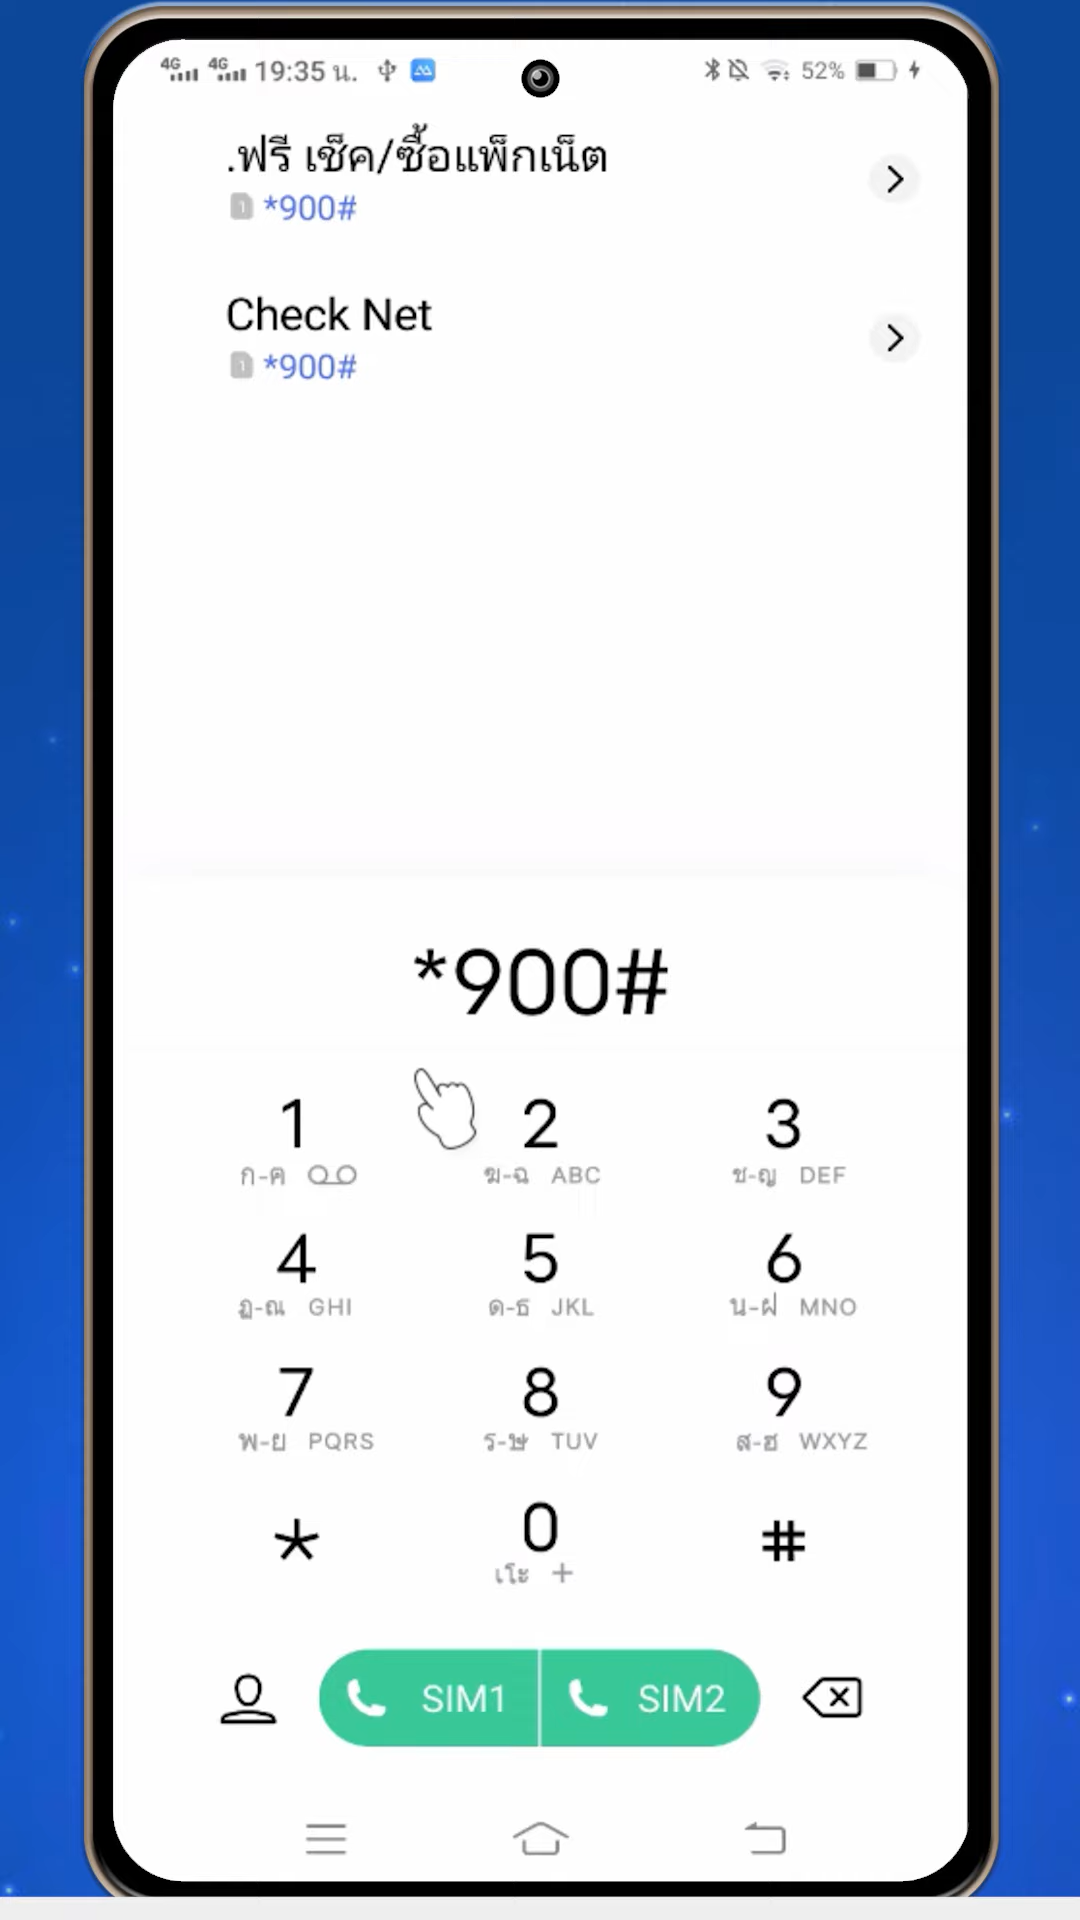 4G 4G 19:35 น. 52%
.ฟรี เช็ค/ซื้อแพ็กเน็ต
1 *900#
Check Net
1 *900#
*900#
1 2 3
ก-ค ฆ-ฉ ABC ช-ญ DEF
4 5 6
ฎ-ณ GHI ด-ธ JKL น-ฝ MNO
7 8 9
พ-ย PQRS ร-ษ TUV ส-ฮ WXYZ
* 0 #
เโะ +
SIM1 SIM2